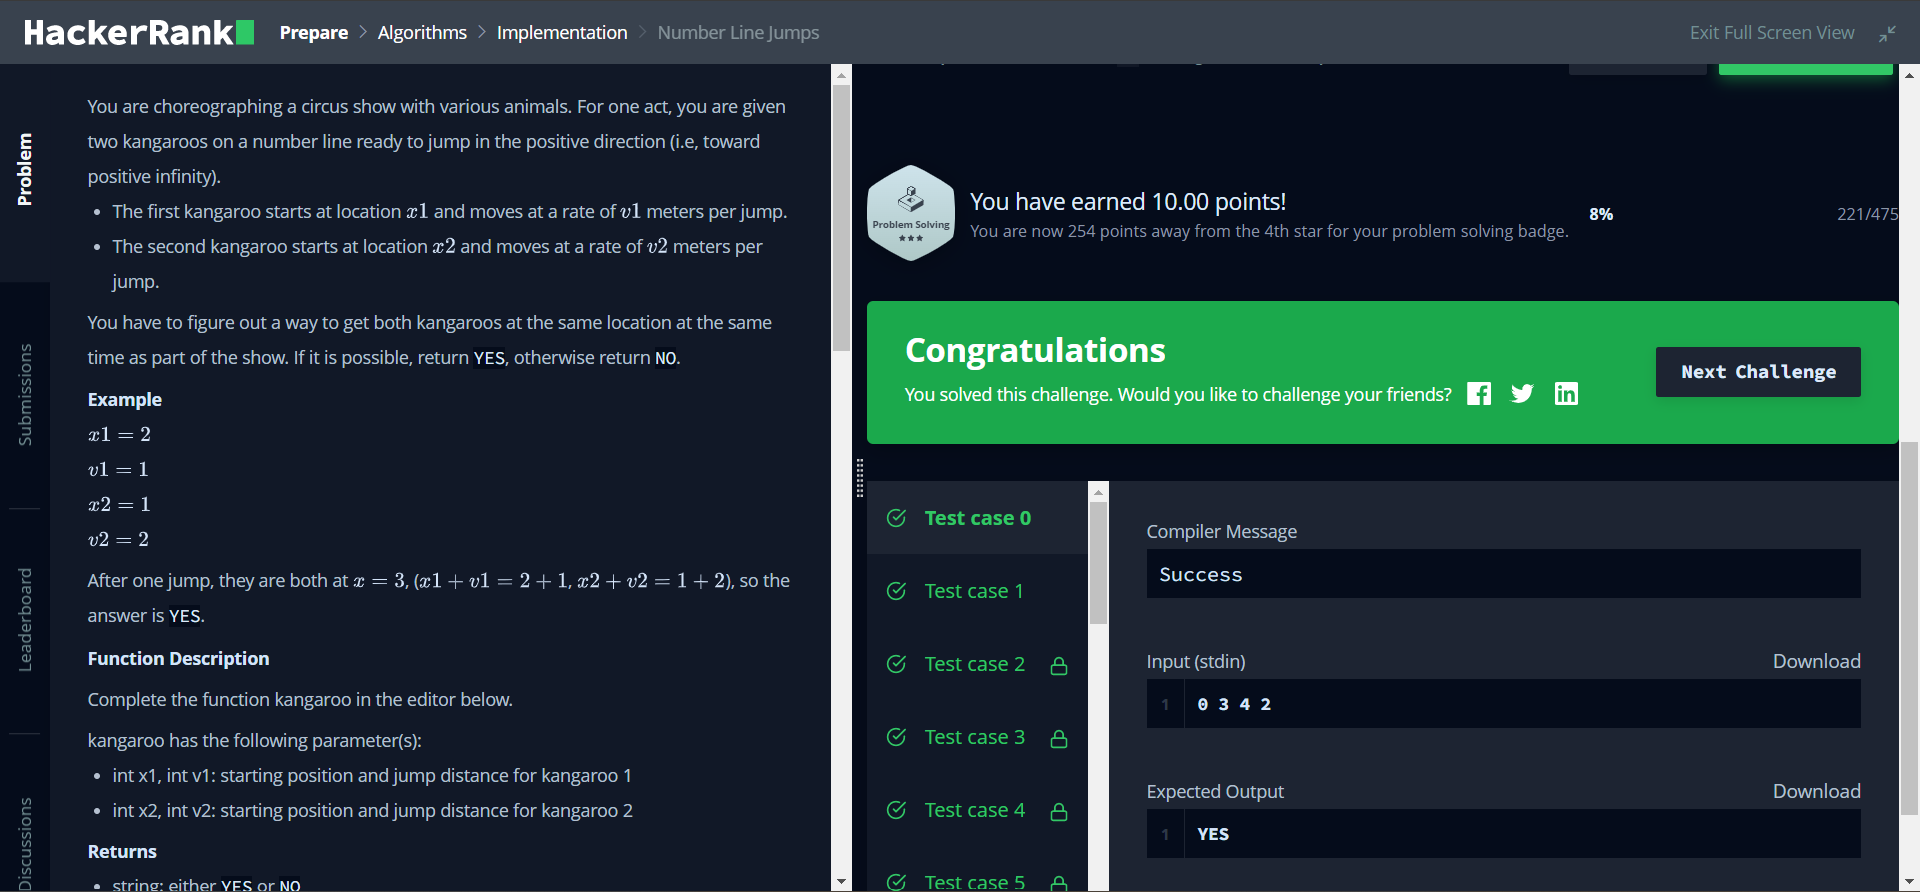 HackerRank
Prepare > Algorithms > Implementation > Number Line Jumps
Exit Full Screen View
Problem
Submissions
Leaderboard
Discussions
You are choreographing a circus show with various animals. For one act, you are given
two kangaroos on a number line ready to jump in the positive direction (i.e, toward
positive infinity).
• The first kangaroo starts at location x1 and moves at a rate of v1 meters per jump.
• The second kangaroo starts at location x2 and moves at a rate of v2 meters per
jump.
You have to figure out a way to get both kangaroos at the same location at the same
time as part of the show. If it is possible, return YES, otherwise return NO.
Example
x1 = 2
v1 = 1
x2 = 1
v2 = 2
After one jump, they are both at x = 3, (x1 + v1 = 2 + 1, x2 + v2 = 1 + 2), so the
answer is YES.
Function Description
Complete the function kangaroo in the editor below.
kangaroo has the following parameter(s):
• int x1, int v1: starting position and jump distance for kangaroo 1
• int x2, int v2: starting position and jump distance for kangaroo 2
Returns
• string: either YES or NO
Problem Solving
You have earned 10.00 points!
You are now 254 points away from the 4th star for your problem solving badge.
8%
221/475
Congratulations
You solved this challenge. Would you like to challenge your friends?
Next Challenge
Test case 0
Test case 1
Test case 2
Test case 3
Test case 4
Test case 5
Compiler Message
Success
Input (stdin)
Download
1 0 3 4 2
Expected Output
Download
1 YES